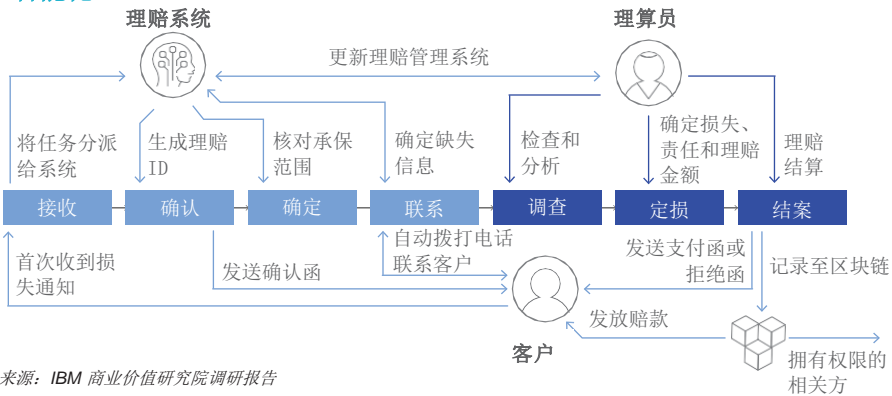 理赔系统
理算员
更新理赔管理系统
将任务分派
给系统
生成理赔
ID
核对承保
范围
确定缺失
信息
检查和
分析
确定损失、
责任和理赔
金额
理赔
结算
接收
确认
确定
联系
调查
定损
结案
首次收到损
失通知
发送确认函
自动拨打电话
联系客户
发送支付函或
拒绝函
记录至区块链
发放赔款
客户
拥有权限的
相关方
来源：IBM 商业价值研究院调研报告